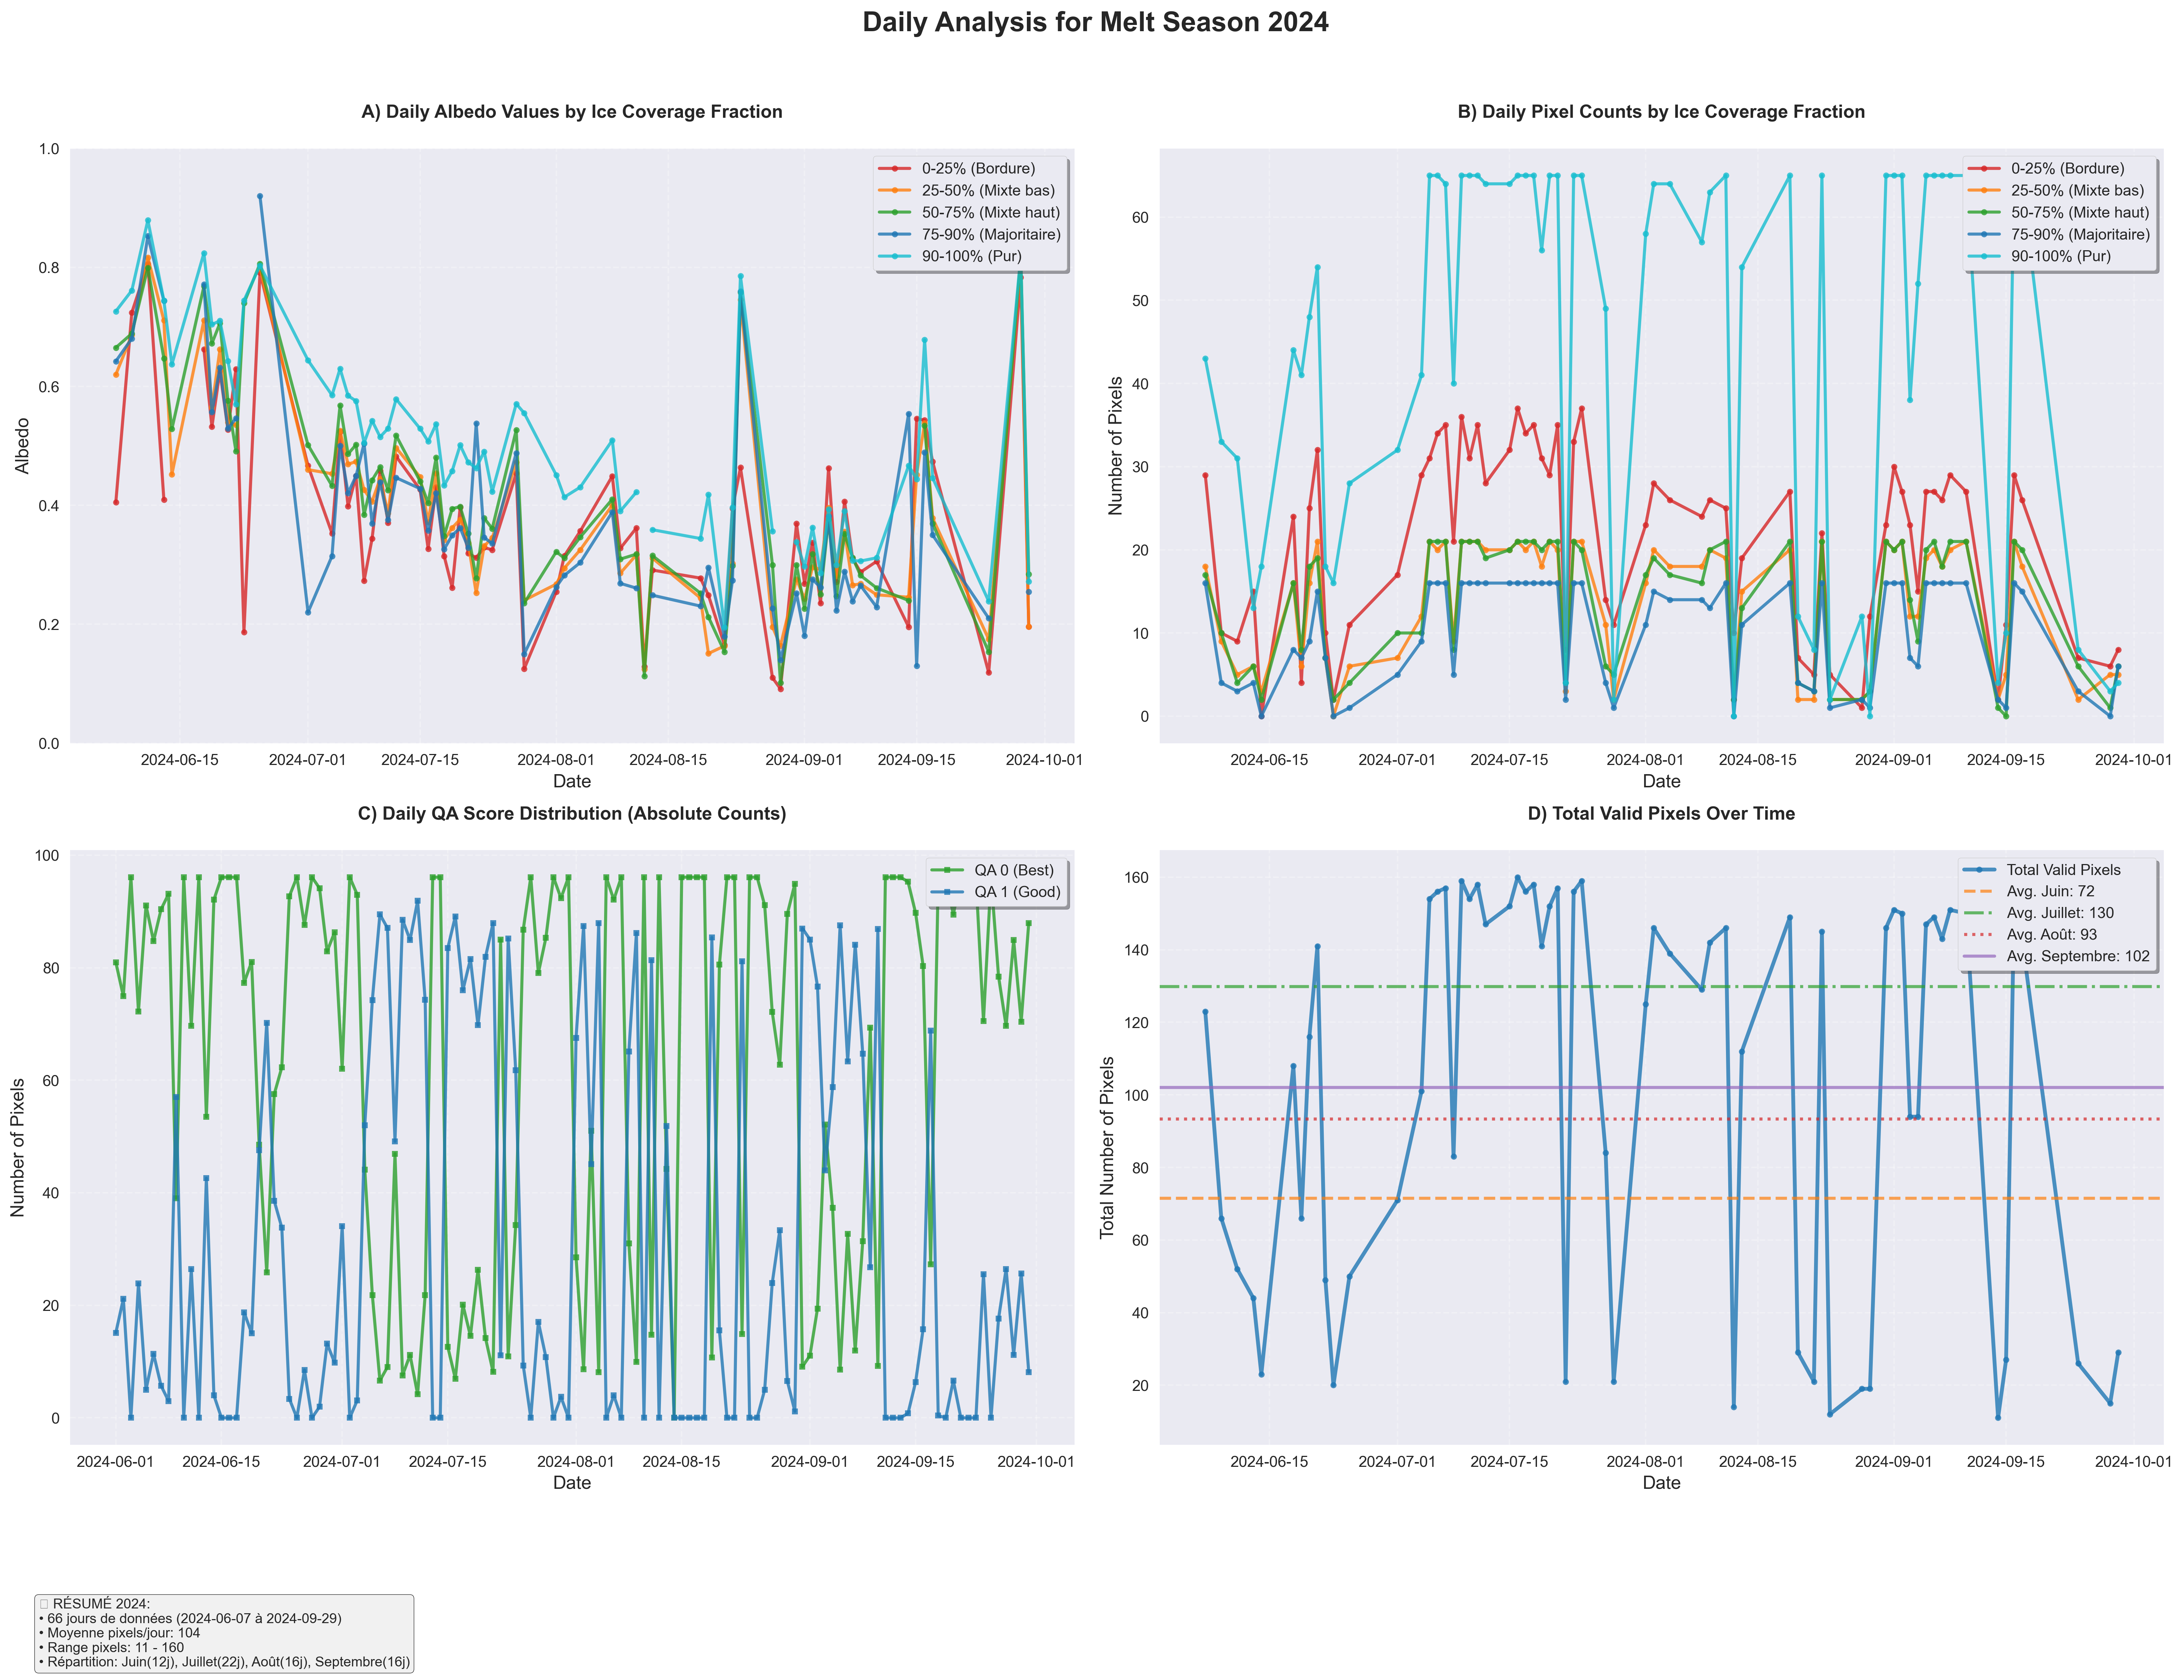 Daily Analysis for Melt Season 2024
A) Daily Albedo Values by Ice Coverage Fraction
Albedo
1.0
0.8
0.6
0.4
0.2
0.0
0-25% (Bordure)
25-50% (Mixte bas)
50-75% (Mixte haut)
75-90% (Majoritaire)
90-100% (Pur)
2024-06-15 2024-07-01 2024-07-15 2024-08-01 2024-08-15 2024-09-01 2024-09-15 2024-10-01
Date
B) Daily Pixel Counts by Ice Coverage Fraction
Number of Pixels
60
50
40
30
20
10
0
0-25% (Bordure)
25-50% (Mixte bas)
50-75% (Mixte haut)
75-90% (Majoritaire)
90-100% (Pur)
2024-06-15 2024-07-01 2024-07-15 2024-08-01 2024-08-15 2024-09-01 2024-09-15 2024-10-01
Date
C) Daily QA Score Distribution (Absolute Counts)
Number of Pixels
100
80
60
40
20
0
QA 0 (Best)
QA 1 (Good)
2024-06-01 2024-06-15 2024-07-01 2024-07-15 2024-08-01 2024-08-15 2024-09-01 2024-09-15 2024-10-01
Date
D) Total Valid Pixels Over Time
Total Number of Pixels
160
140
120
100
80
60
40
20
Total Valid Pixels
Avg. Juin: 72
Avg. Juillet: 130
Avg. Août: 93
Avg. Septembre: 102
2024-06-15 2024-07-01 2024-07-15 2024-08-01 2024-08-15 2024-09-01 2024-09-15 2024-10-01
Date
RÉSUMÉ 2024:
• 66 jours de données (2024-06-07 à 2024-09-29)
• Moyenne pixels/jour: 104
• Range pixels: 11 - 160
• Répartition: Juin(12j), Juillet(22j), Août(16j), Septembre(16j)